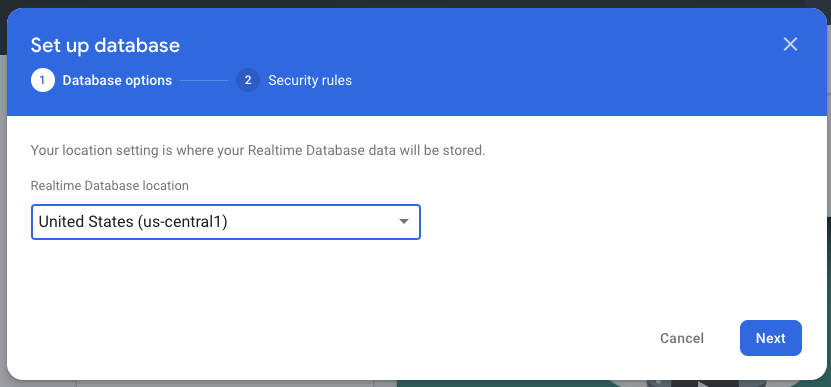 Set up database
1 Database options 2 Security rules
Your location setting is where your Realtime Database data will be stored.
Realtime Database location
United States (us-central1)
Cancel Next